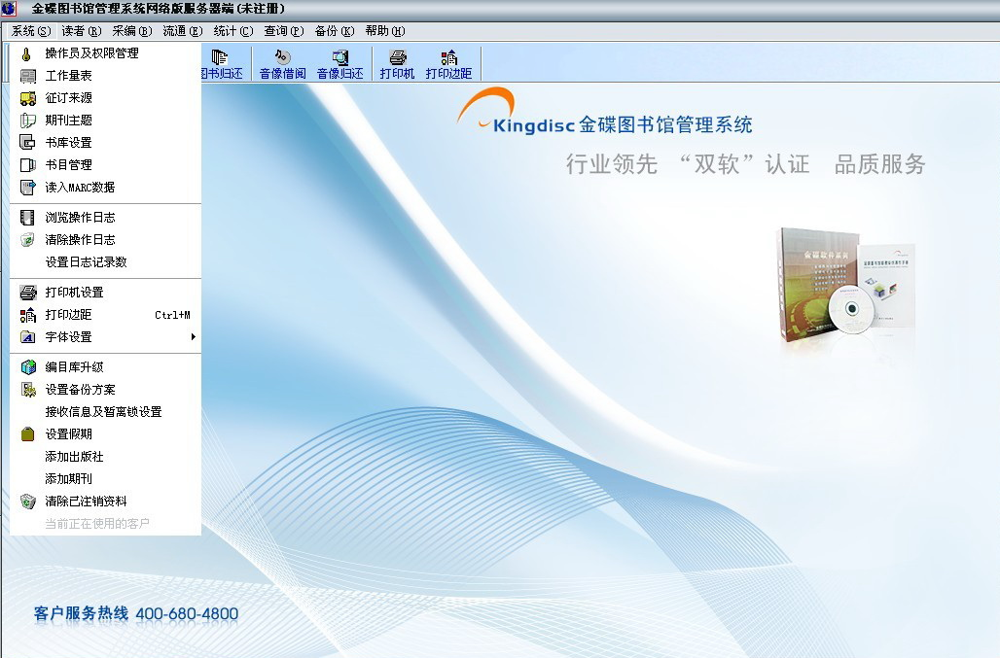 金碟图书馆管理系统网络版服务器端(未注册)
系统(S) 读者(R) 采编(B) 流通(E) 统计(C) 查询(P) 备份(K) 帮助(H)
图书归还 音像借阅 音像归还 打印机 打印边距
操作员及权限管理
工作量表
征订来源
期刊主题
书库设置
书目管理
读入MARC数据
浏览操作日志
清除操作日志
设置日志记录数
打印机设置
打印边距 Ctrl+M
字体设置
编目库升级
设置备份方案
接收信息及暂离锁设置
设置假期
添加出版社
添加期刊
清除已注销资料
当前正在使用的客户
Kingdisc 金碟图书馆管理系统
行业领先 “双软”认证 品质服务
客户服务热线 400-680-4800